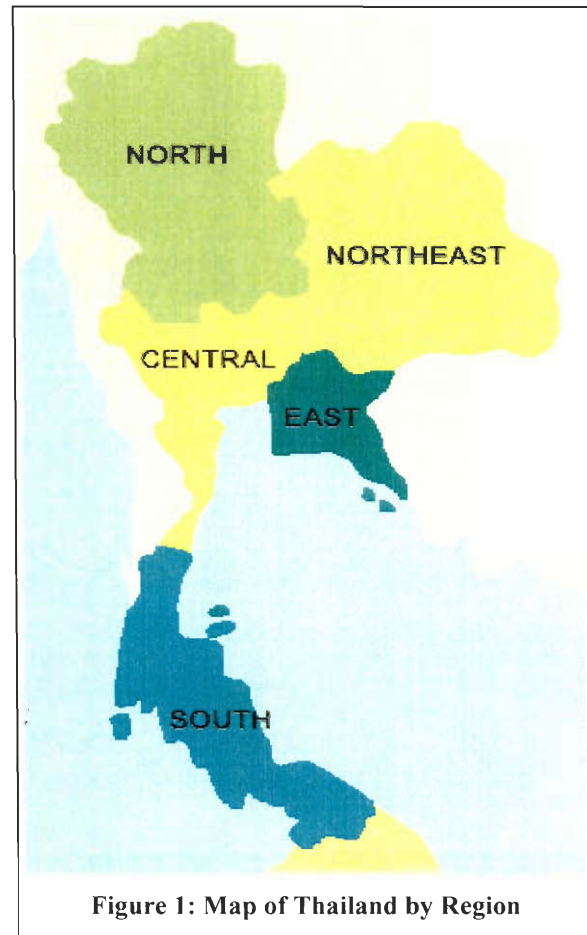 NORTH
NORTHEAST
CENTRAL
EAST
SOUTH
Figure 1: Map of Thailand by Region